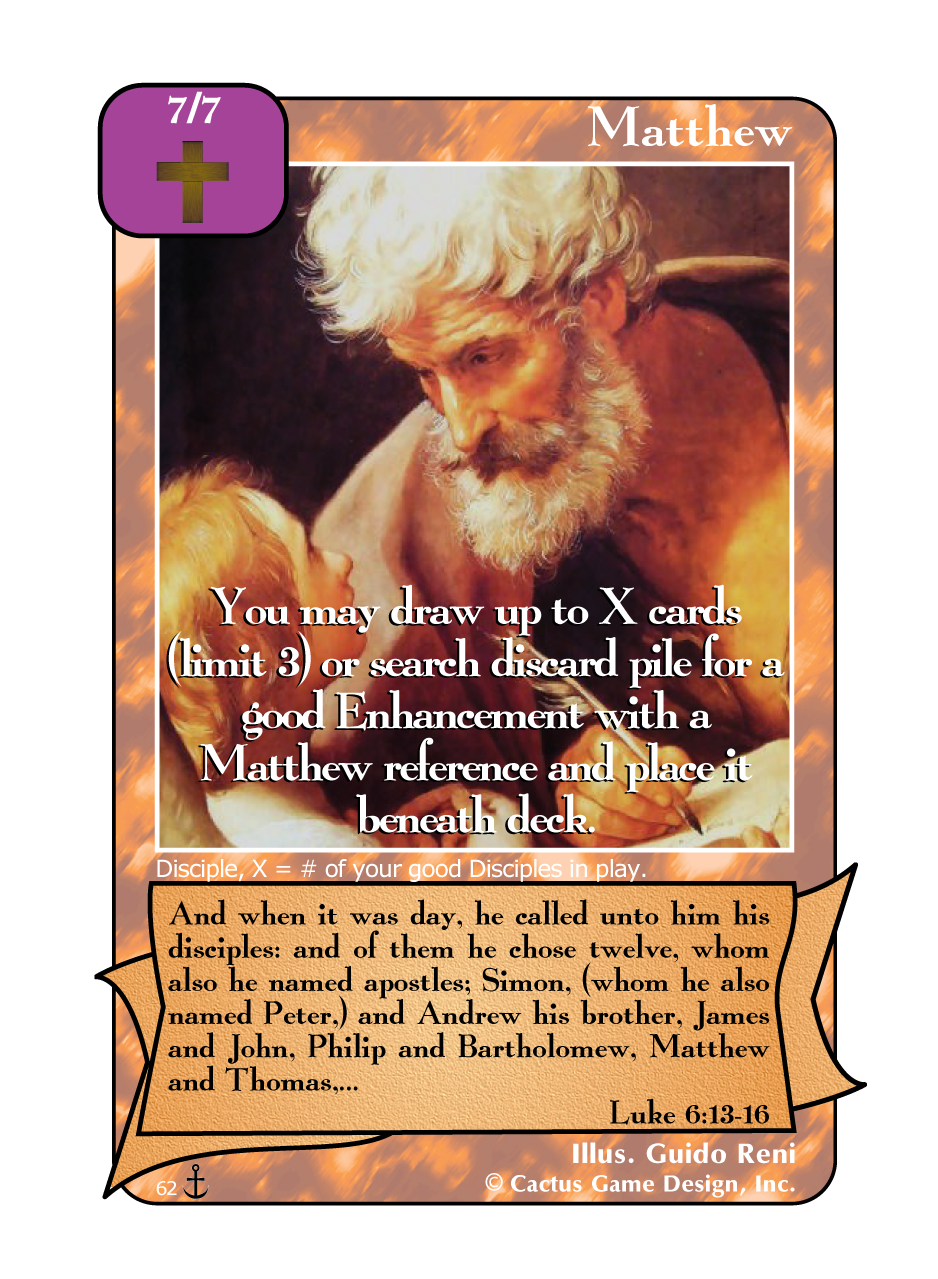 7/7
Matthew
You may draw up to X cards
(limit 3) or search discard pile for a
good Enhancement with a
Matthew reference and place it
beneath deck.
Disciple, X = # of your good Disciples in play.
And when it was day, he called unto him his
disciples: and of them he chose twelve, whom
also he named apostles; Simon, (whom he also
named Peter,) and Andrew his brother, James
and John, Philip and Bartholomew, Matthew
and Thomas,...
Luke 6:13-16
Illus. Guido Reni
62
© Cactus Game Design, Inc.